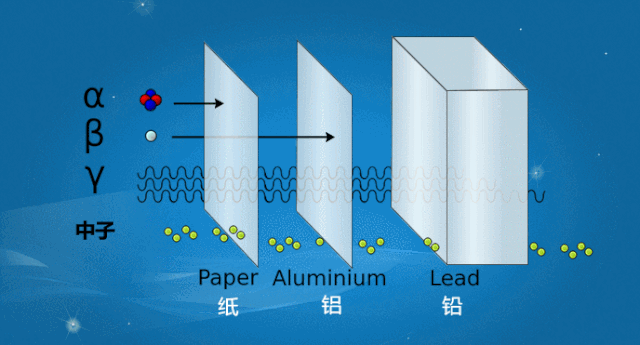 α
β
γ
中子
Paper Aluminium Lead
纸 铝 铅